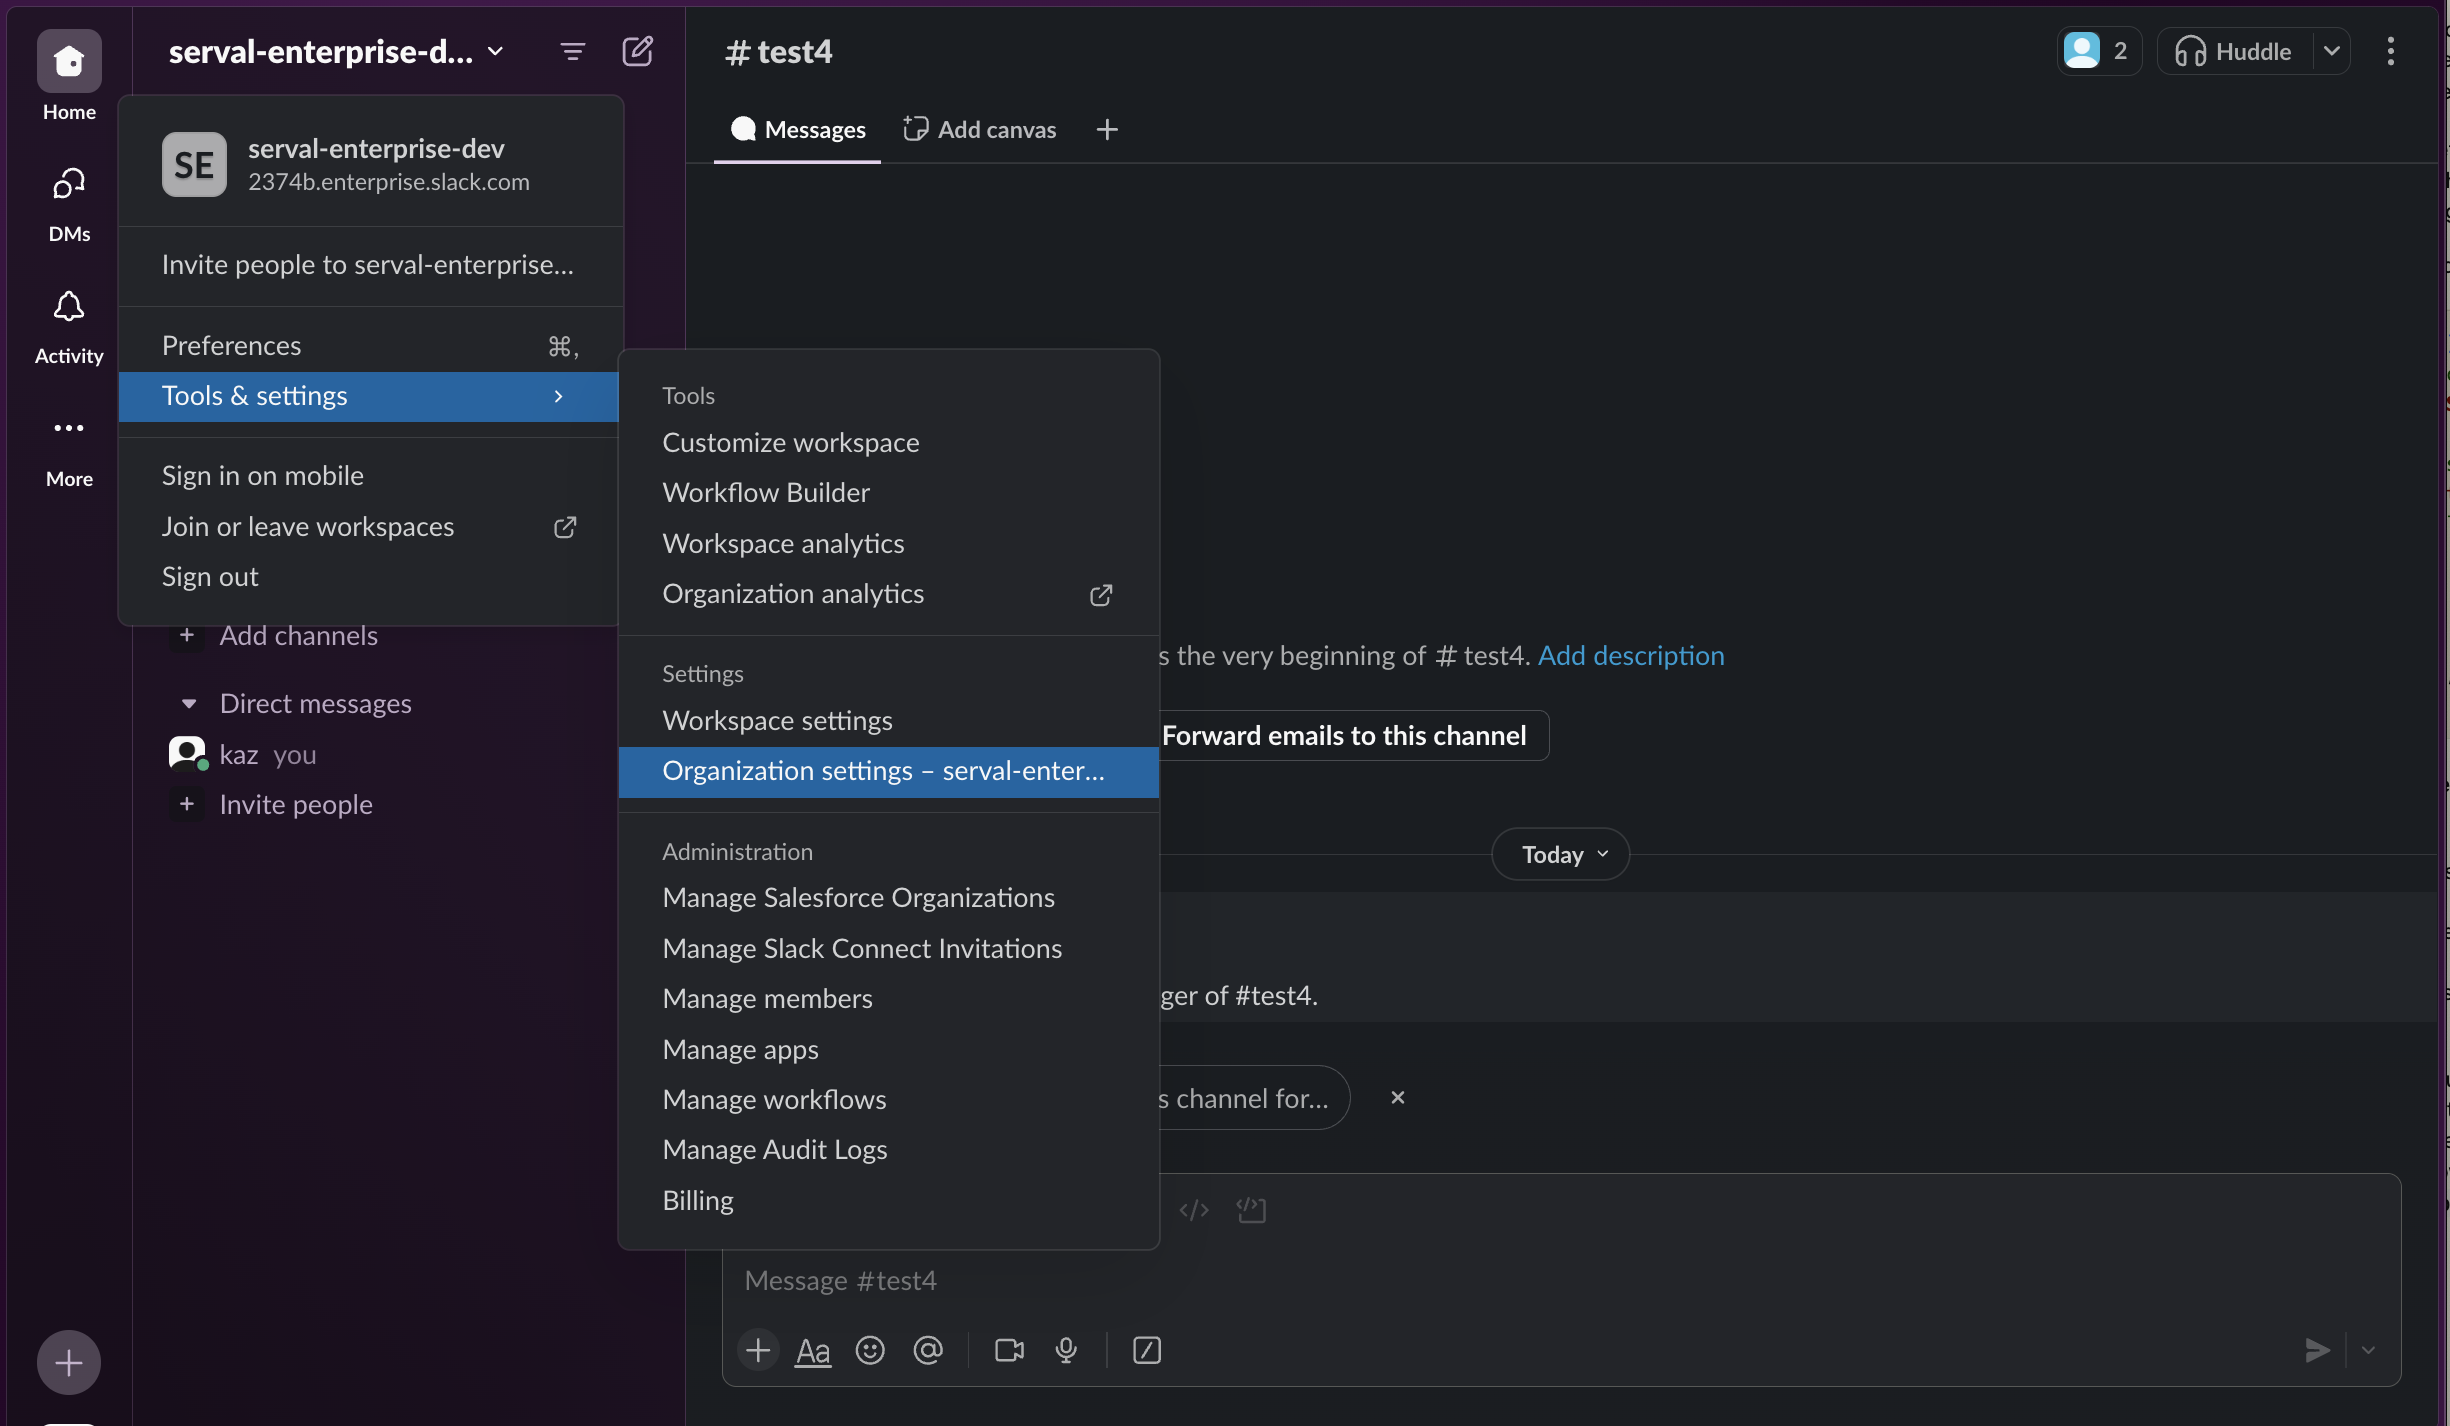 serval-enterprise-d...
# test4
2
Huddle
Home
Messages
Add canvas
SE
serval-enterprise-dev
2374b.enterprise.slack.com
DMs
Invite people to serval-enterprise...
Activity
Preferences ⌘,
Tools & settings
More
Sign in on mobile
Join or leave workspaces
Sign out
Tools
Customize workspace
Workflow Builder
Workspace analytics
Organization analytics
Settings
Workspace settings
Organization settings – serval-enter...
Administration
Manage Salesforce Organizations
Manage Slack Connect Invitations
Manage members
Manage apps
Manage workflows
Manage Audit Logs
Billing
Add channels
Direct messages
kaz you
Invite people
s the very beginning of # test4. Add description
Forward emails to this channel
Today
ger of #test4.
s channel for...
Message #test4
Aa